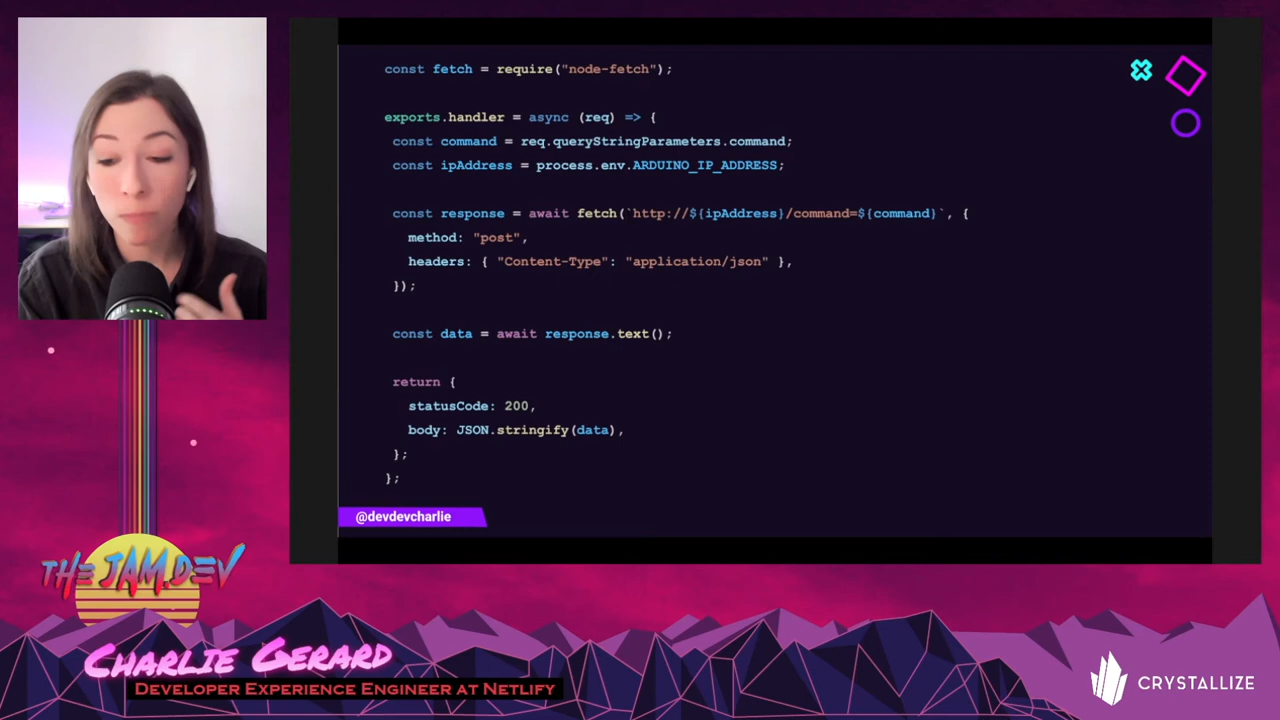 const fetch = require("node-fetch");
exports.handler = async (req) => {
const command = req.queryStringParameters.command;
const ipAddress = process.env.ARDUINO_IP_ADDRESS;
const response = await fetch(`http://${ipAddress}/command=${command}`, {
method: "post",
headers: { "Content-Type": "application/json" },
});
const data = await response.text();
return {
statusCode: 200,
body: JSON.stringify(data),
};
};
@devdevcharlie
THE JAM.DEV
CHARLIE GERARD
DEVELOPER EXPERIENCE ENGINEER AT NETLIFY
CRYSTALLIZE